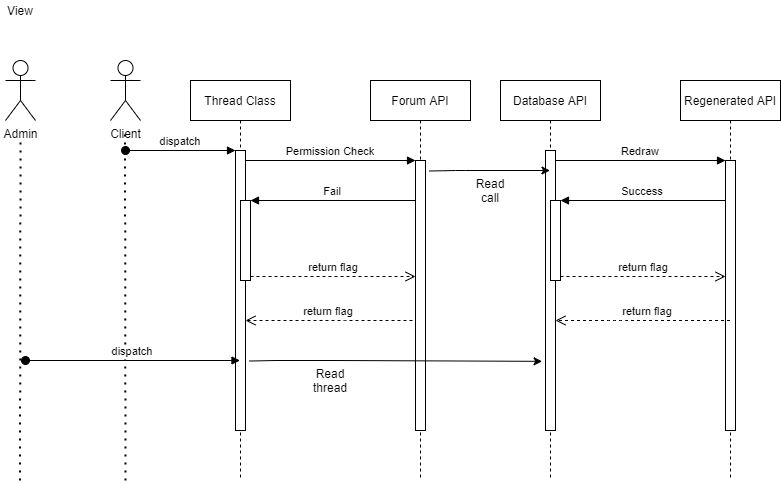 View
Admin
Client
Thread Class
Forum API
Database API
Regenerated API
dispatch
Permission Check
Redraw
Read
call
Fail
Success
return flag
return flag
return flag
return flag
dispatch
Read
thread